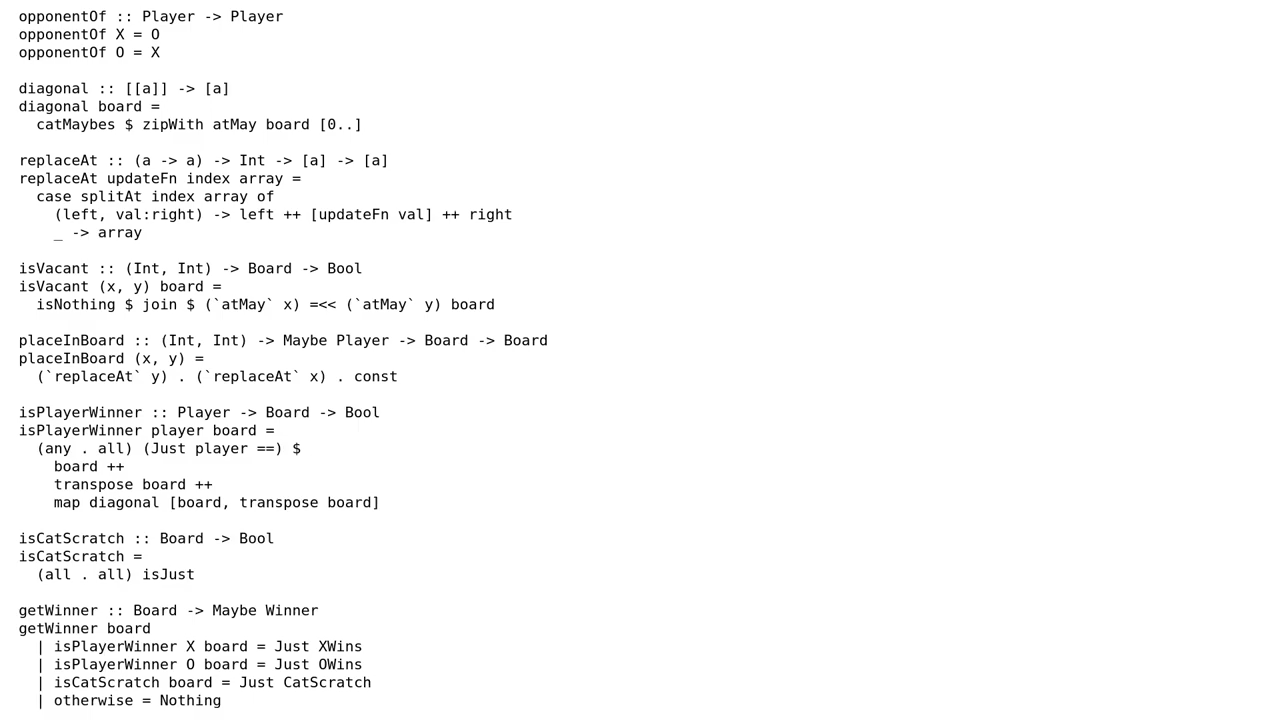 opponentOf :: Player -> Player
opponentOf X = O
opponentOf O = X

diagonal :: [[a]] -> [a]
diagonal board =
  catMaybes $ zipWith atMay board [0..]

replaceAt :: (a -> a) -> Int -> [a] -> [a]
replaceAt updateFn index array =
  case splitAt index array of
    (left, val:right) -> left ++ [updateFn val] ++ right
    _ -> array

isVacant :: (Int, Int) -> Board -> Bool
isVacant (x, y) board =
  isNothing $ join $ (`atMay` x) =<< (`atMay` y) board

placeInBoard :: (Int, Int) -> Maybe Player -> Board -> Board
placeInBoard (x, y) =
  (`replaceAt` y) . (`replaceAt` x) . const

isPlayerWinner :: Player -> Board -> Bool
isPlayerWinner player board =
  (any . all) (Just player ==) $
    board ++
    transpose board ++
    map diagonal [board, transpose board]

isCatScratch :: Board -> Bool
isCatScratch =
  (all . all) isJust

getWinner :: Board -> Maybe Winner
getWinner board
  | isPlayerWinner X board = Just XWins
  | isPlayerWinner O board = Just OWins
  | isCatScratch board = Just CatScratch
  | otherwise = Nothing